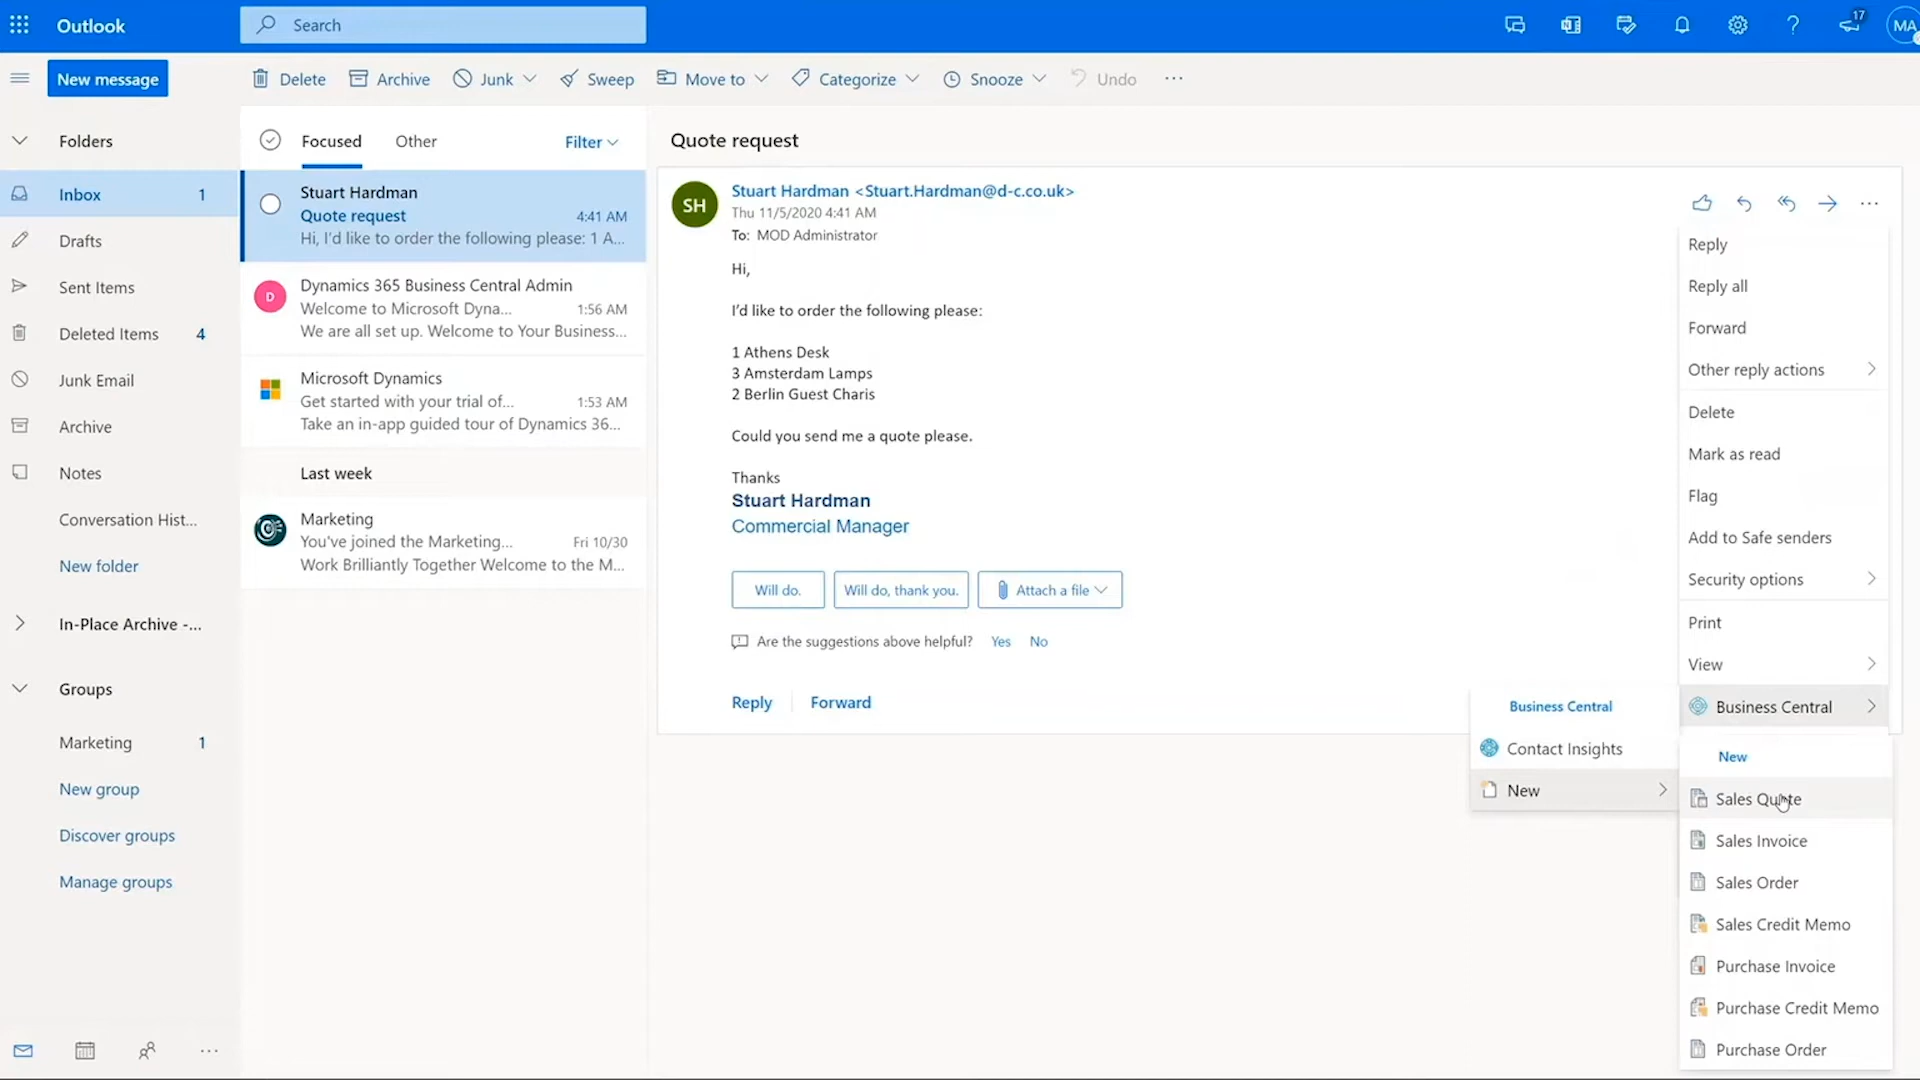 Outlook
Search
17
MA
New message
Delete
Archive
Junk
Sweep
Move to
Categorize
Snooze
Undo
Folders
Inbox 1
Drafts
Sent Items
Deleted Items 4
Junk Email
Archive
Notes
Conversation Hist...
New folder
In-Place Archive -...
Groups
Marketing 1
New group
Discover groups
Manage groups
Focused
Other
Filter
Stuart Hardman
Quote request 4:41 AM
Hi, I'd like to order the following please: 1 A...
D
Dynamics 365 Business Central Admin
Welcome to Microsoft Dyna... 1:56 AM
We are all set up. Welcome to Your Business...
Microsoft Dynamics
Get started with your trial of... 1:53 AM
Take an in-app guided tour of Dynamics 36...
Last week
Marketing
You've joined the Marketing... Fri 10/30
Work Brilliantly Together Welcome to the M...
Quote request
SH
Stuart Hardman <Stuart.Hardman@d-c.co.uk>
Thu 11/5/2020 4:41 AM
To: MOD Administrator
Hi,
I'd like to order the following please:
1 Athens Desk
3 Amsterdam Lamps
2 Berlin Guest Charis
Could you send me a quote please.
Thanks
Stuart Hardman
Commercial Manager
Will do.
Will do, thank you.
Attach a file
Are the suggestions above helpful? Yes No
Reply
Forward
Reply
Reply all
Forward
Other reply actions
Delete
Mark as read
Flag
Add to Safe senders
Security options
Print
View
Business Central
Business Central
Contact Insights
New
New
Sales Quote
Sales Invoice
Sales Order
Sales Credit Memo
Purchase Invoice
Purchase Credit Memo
Purchase Order